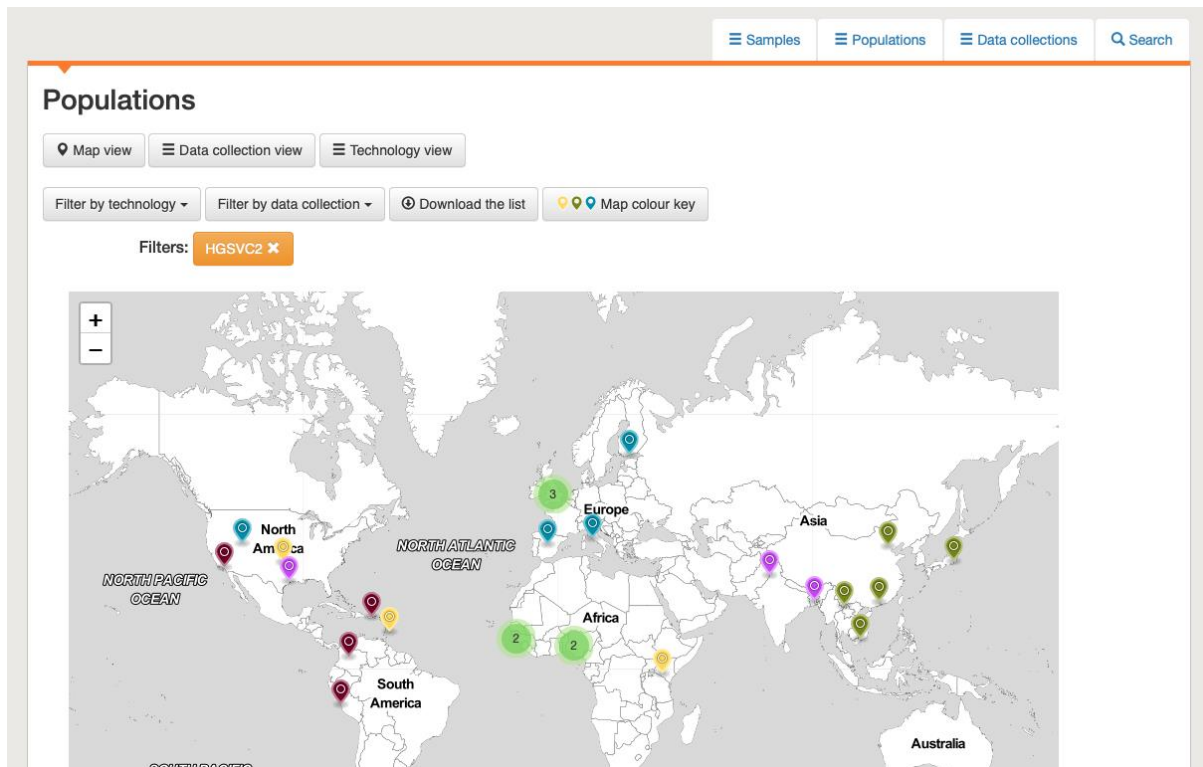 Samples
Populations
Data collections
Search
Populations
Map view
Data collection view
Technology view
Filter by technology
Filter by data collection
Download the list
Map colour key
Filters:
HGSVC2
+
−
3
Europe
Asia
North
America
NORTH ATLANTIC
OCEAN
NORTH PACIFIC
OCEAN
Africa
2
2
South
America
Australia
SOUTH PACIFIC